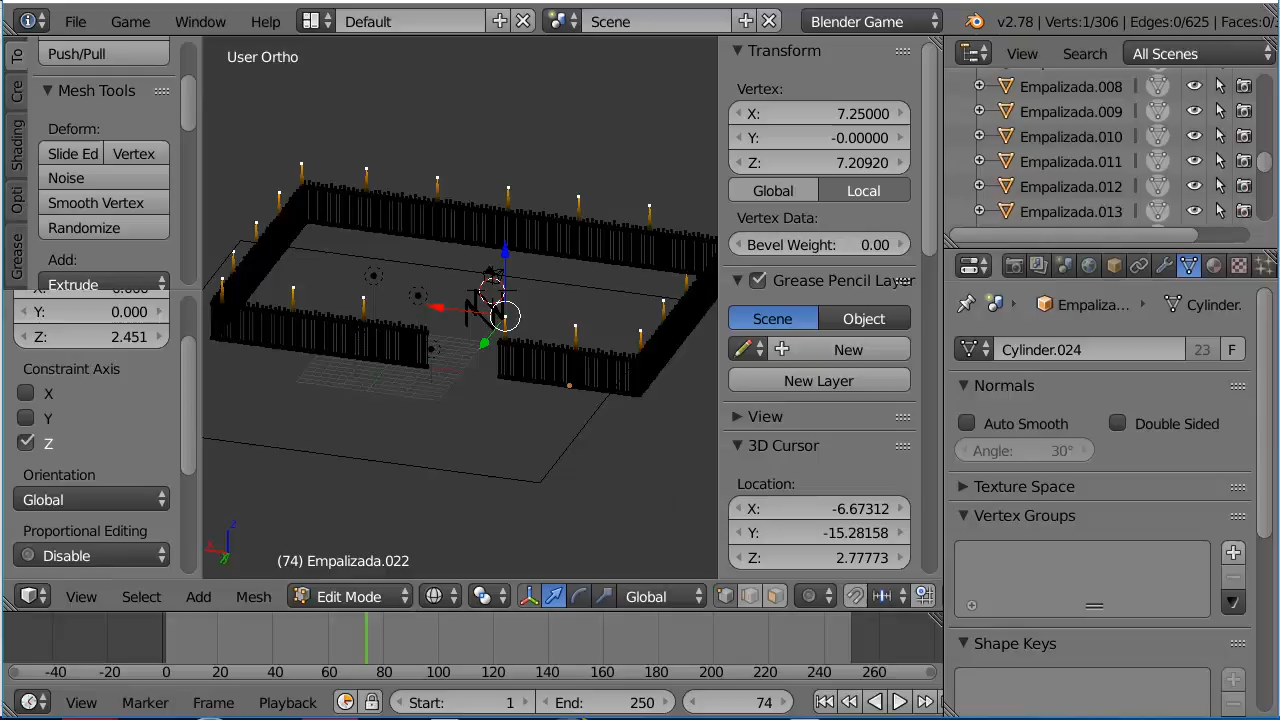 File Game Window Help Default Scene Blender Game v2.78 | Verts:1/306 | Edges:0/625 | Faces:0/
To
Cre
Shading
Opti
Grease
Push/Pull
Mesh Tools
Deform:
Slide Ed Vertex
Noise
Smooth Vertex
Randomize
Add:
Extrude
Y: 0.000
Z: 2.451
Constraint Axis
X
Y
Z
Orientation
Global
Proportional Editing
Disable
User Ortho
(74) Empalizada.022
Transform
Vertex:
X: 7.25000
Y: -0.00000
Z: 7.20920
Global Local
Vertex Data:
Bevel Weight: 0.00
Grease Pencil Layer
Scene Object
New
New Layer
View
3D Cursor
Location:
X: -6.67312
Y: -15.28158
Z: 2.77773
View Search All Scenes
Empalizada.008
Empalizada.009
Empalizada.010
Empalizada.011
Empalizada.012
Empalizada.013
Empaliza... Cylinder.
Cylinder.024 23 F
Normals
Auto Smooth Double Sided
Angle: 30°
Texture Space
Vertex Groups
Shape Keys
View Select Add Mesh Edit Mode Global
-40 -20 0 20 40 60 80 100 120 140 160 180 200 220 240 260
View Marker Frame Playback Start: 1 End: 250 74